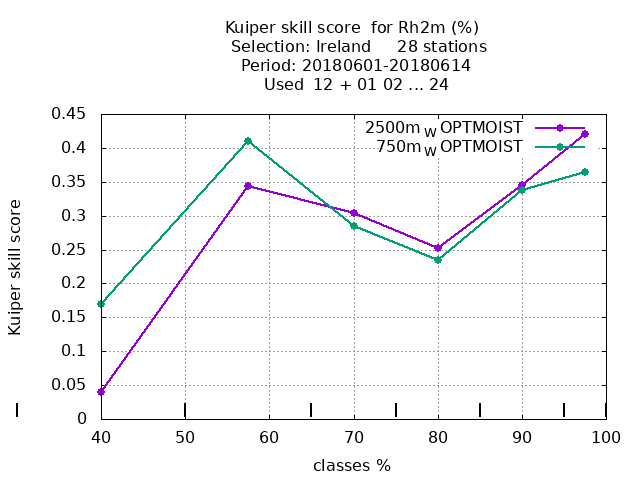 Kuiper skill score  for Rh2m (%)
Selection: Ireland     28 stations
Period: 20180601-20180614
Used  12 + 01 02 ... 24
2500m W OPTMOIST
750m W OPTMOIST
0.45
0.4
0.35
0.3
0.25
0.2
0.15
0.1
0.05
0
Kuiper skill score
40 50 60 70 80 90 100
classes %